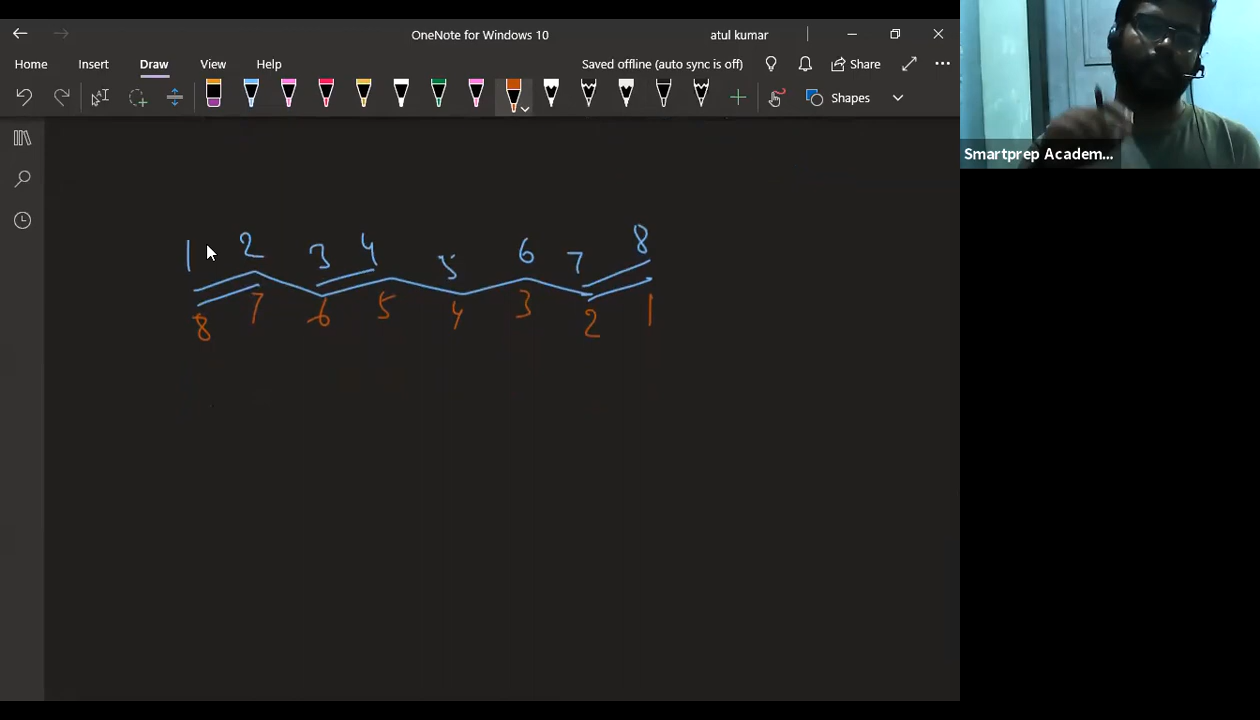 OneNote for Windows 10
atul kumar
Home Insert Draw View Help
Saved offline (auto sync is off)
Share
Shapes
Smartprep Academ...
1 2 3 4 5 6 7 8
8 7 6 5 4 3 2 1